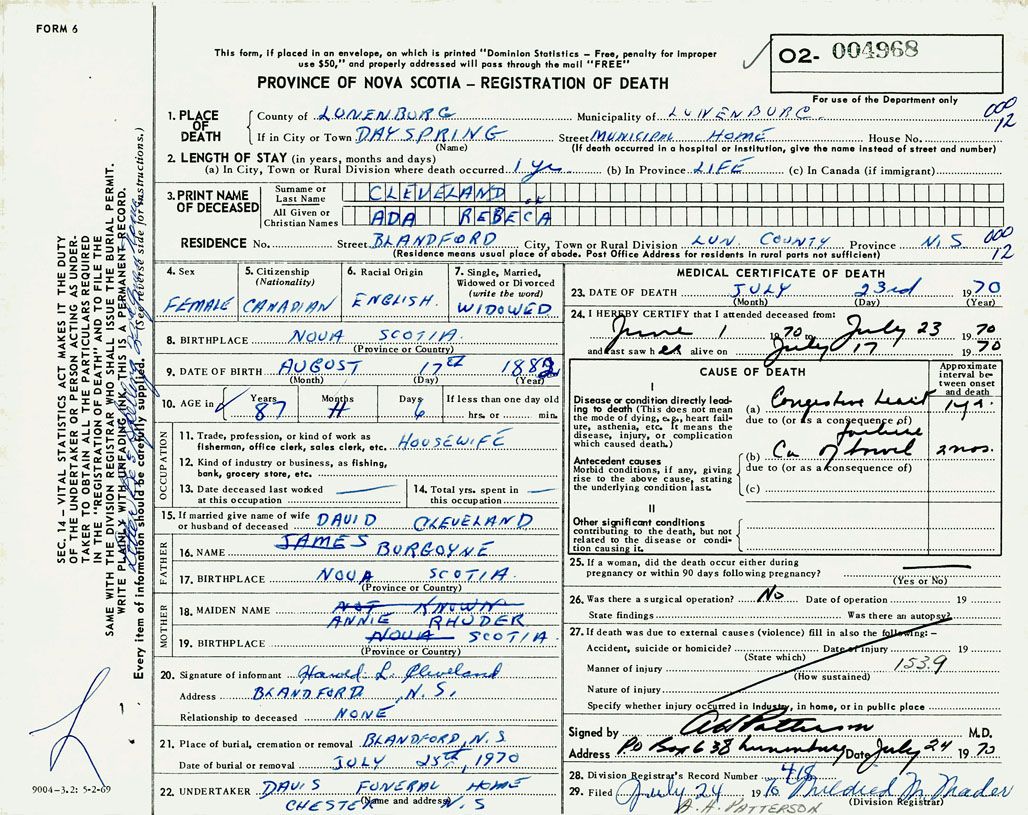 FORM 6
This form, if placed in an envelope, on which is printed "Dominion Statistics – Free, penalty for improper
use $50," and properly addressed will pass through the mail "FREE"
PROVINCE OF NOVA SCOTIA – REGISTRATION OF DEATH
02- 004968
For use of the Department only
1. PLACE OF DEATH County of LUNENBURG Municipality of LUNENBURG 000 12
If in City or Town DAYSPRING Street MUNICIPAL HOME House No.
(Name) (If death occurred in a hospital or institution, give the name instead of street and number)
2. LENGTH OF STAY (in years, months and days)
(a) In City, Town or Rural Division where death occurred 1 yr. (b) In Province LIFE (c) In Canada (if immigrant)
3. PRINT NAME OF DECEASED Surname or Last Name CLEVELAND
All Given or Christian Names ADA REBECA
RESIDENCE No. Street BLANDFORD City, Town or Rural Division LUN. COUNTY Province N.S 000 12
(Residence means usual place of abode. Post Office Address for residents in rural parts not sufficient)
4. Sex FEMALE
5. Citizenship (Nationality) CANADIAN
6. Racial Origin ENGLISH.
7. Single, Married, Widowed or Divorced (write the word) WIDOWED
8. BIRTHPLACE NOVA SCOTIA.
(Province or Country)
9. DATE OF BIRTH AUGUST 17th 1882
(Month) (Day) (Year)
10. AGE in Years 87 Months 11 Days 6 If less than one day old
hrs. or min.
OCCUPATION
11. Trade, profession, or kind of work as
fisherman, office clerk, sales clerk, etc. HOUSEWIFE
12. Kind of industry or business, as fishing,
bank, grocery store, etc.
13. Date deceased last worked
at this occupation
14. Total yrs. spent in
this occupation
15. If married give name of wife
or husband of deceased DAVID CLEVELAND
FATHER
16. NAME JAMES BURGOYNE
17. BIRTHPLACE NOVA SCOTIA.
(Province or Country)
MOTHER
18. MAIDEN NAME NOT KNOWN
ANNIE RHUDER
19. BIRTHPLACE NOVA SCOTIA.
(Province or Country)
20. Signature of informant Harold L. Cleveland
Address BLANDFORD, N.S.
Relationship to deceased NONE
21. Place of burial, cremation or removal BLANDFORD, N.S
Date of burial or removal JULY 25th, 1970
22. UNDERTAKER DAVIS FUNERAL HOME
(Name and address) CHESTER N.S
MEDICAL CERTIFICATE OF DEATH
23. DATE OF DEATH JULY 23rd 1970
(Month) (Day) (Year)
24. I HEREBY CERTIFY that I attended deceased from:
June 1 1970 to July 23 1970
and last saw her alive on July 17 1970
CAUSE OF DEATH
Approximate interval between onset and death
I
Disease or condition directly leading to death (This does not mean the mode of dying, e.g., heart failure, asthenia, etc. It means the disease, injury, or complication which caused death.)
(a) Congestive heart failure 1 yr.
due to (or as a consequence of)
Antecedent causes
Morbid conditions, if any, giving rise to the above cause, stating the underlying condition last.
(b) Ca of bowel 2 mos.
due to (or as a consequence of)
(c)
II
Other significant conditions
contributing to the death, but not related to the disease or condition causing it.
25. If a woman, did the death occur either during
pregnancy or within 90 days following pregnancy?
(Yes or No)
26. Was there a surgical operation? No Date of operation 19
State findings Was there an autopsy?
27. If death was due to external causes (violence) fill in also the following: –
Accident, suicide or homicide? Date of injury 19
(State which)
Manner of injury 153.9
(How sustained)
Nature of injury
Specify whether injury occurred in Industry, in home, or in public place
Signed by AH Patterson M.D.
Address PO Box 638 Lunenburg Date July 24 1970
28. Division Registrar's Record Number 418
29. Filed July 24 1970 Mildred M. Mader
(Division Registrar)
A. H. PATTERSON
SEC. 14 – VITAL STATISTICS ACT MAKES IT THE DUTY
OF THE UNDERTAKER OR PERSON ACTING AS UNDER-
TAKER TO OBTAIN ALL THE PARTICULARS REQUIRED
IN THE "REGISTRATION OF DEATH" AND TO FILE THE
SAME WITH THE DIVISION REGISTRAR WHO SHALL ISSUE THE BURIAL PERMIT.
WRITE PLAINLY WITH UNFADING INK. THIS IS A PERMANENT RECORD.
Every item of information should be carefully supplied. (See reverse side for instructions.)
9004-3.2: 5-2-69